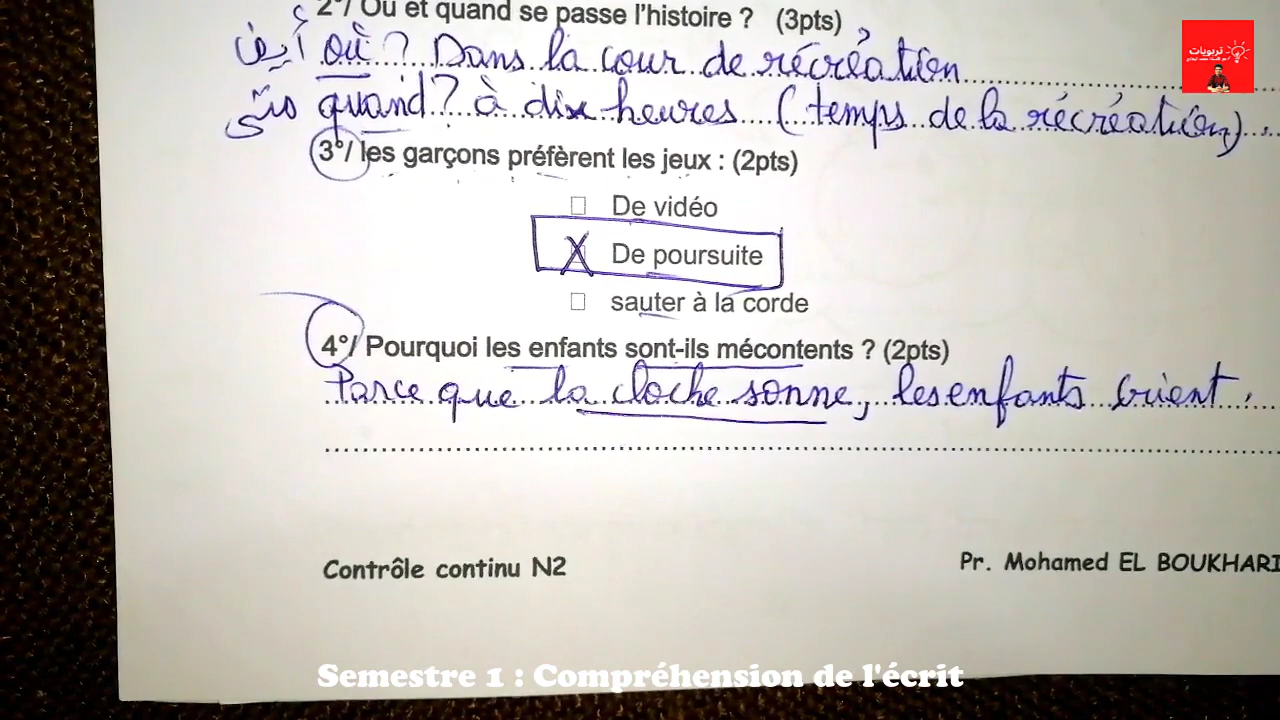 2°/ Où et quand se passe l'histoire ? (3pts)
أين où ? Dans la cour de récréation
متى quand ? à dix heures (temps de la récréation)
3°/ les garçons préfèrent les jeux : (2pts)
De vidéo
X De poursuite
sauter à la corde
4°/ Pourquoi les enfants sont-ils mécontents ? (2pts)
Parce que la cloche sonne, les enfants crient.
Contrôle continu N2
Pr. Mohamed EL BOUKHARI
Semestre 1 : Compréhension de l'écrit
تربويات